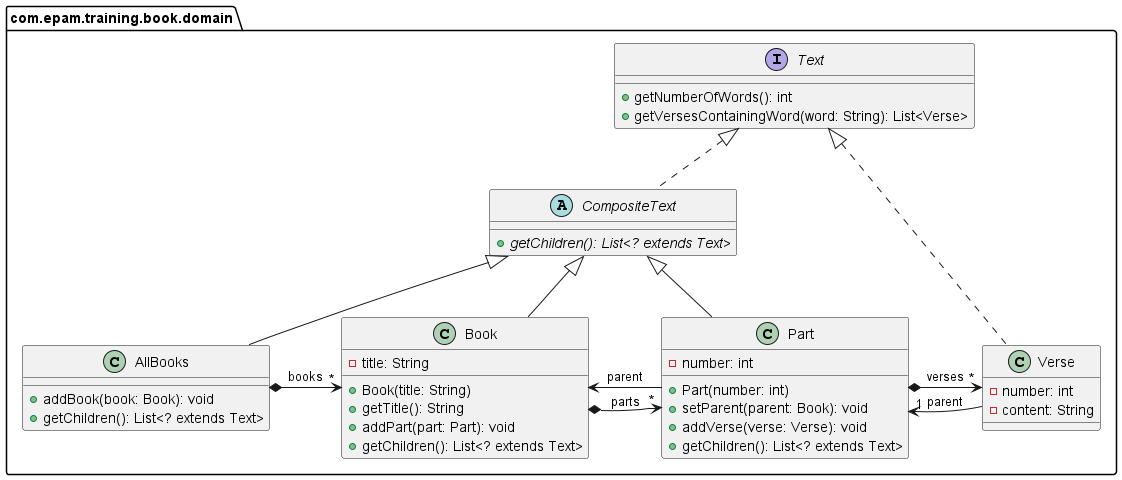 com.epam.training.book.domain
I Text
getNumberOfWords(): int
getVersesContainingWord(word: String): List<Verse>
A CompositeText
getChildren(): List<? extends Text>
C AllBooks
addBook(book: Book): void
getChildren(): List<? extends Text>
books *
C Book
title: String
Book(title: String)
getTitle(): String
addPart(part: Part): void
getChildren(): List<? extends Text>
parent
parts *
C Part
number: int
Part(number: int)
setParent(parent: Book): void
addVerse(verse: Verse): void
getChildren(): List<? extends Text>
verses *
1 parent
C Verse
number: int
content: String